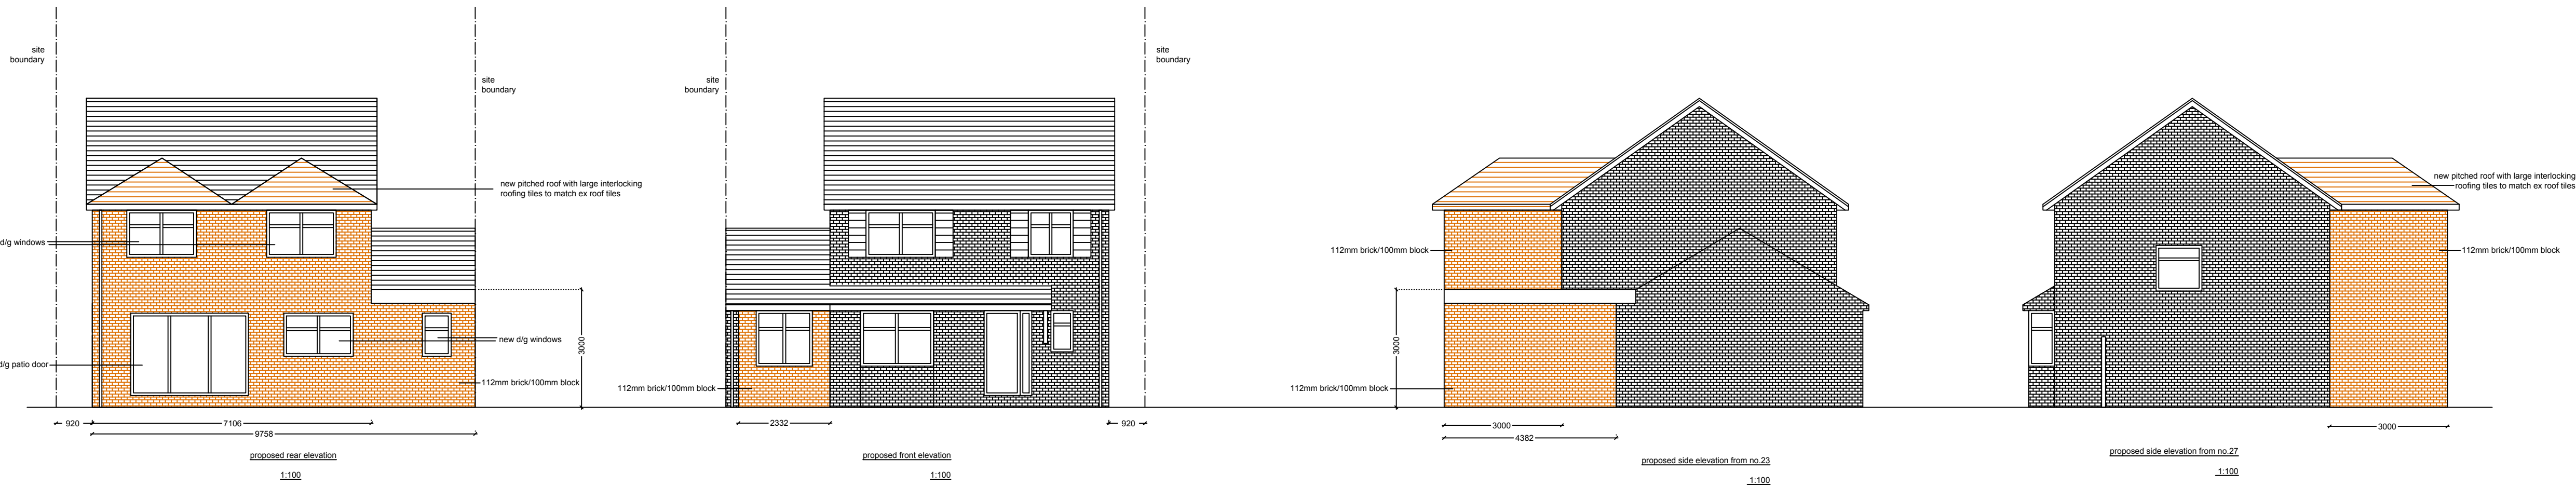 site
boundary
site
boundary
new pitched roof with large interlocking
roofing tiles to match ex roof tiles
d/g windows
new d/g windows
d/g patio door
112mm brick/100mm block
3000
920
7106
9758
proposed rear elevation
1:100
site
boundary
site
boundary
112mm brick/100mm block
2332
920
proposed front elevation
1:100
112mm brick/100mm block
3000
112mm brick/100mm block
3000
4382
proposed side elevation from no.23
1:100
new pitched roof with large interlocking
roofing tiles to match ex roof tiles
112mm brick/100mm block
3000
proposed side elevation from no.27
1:100